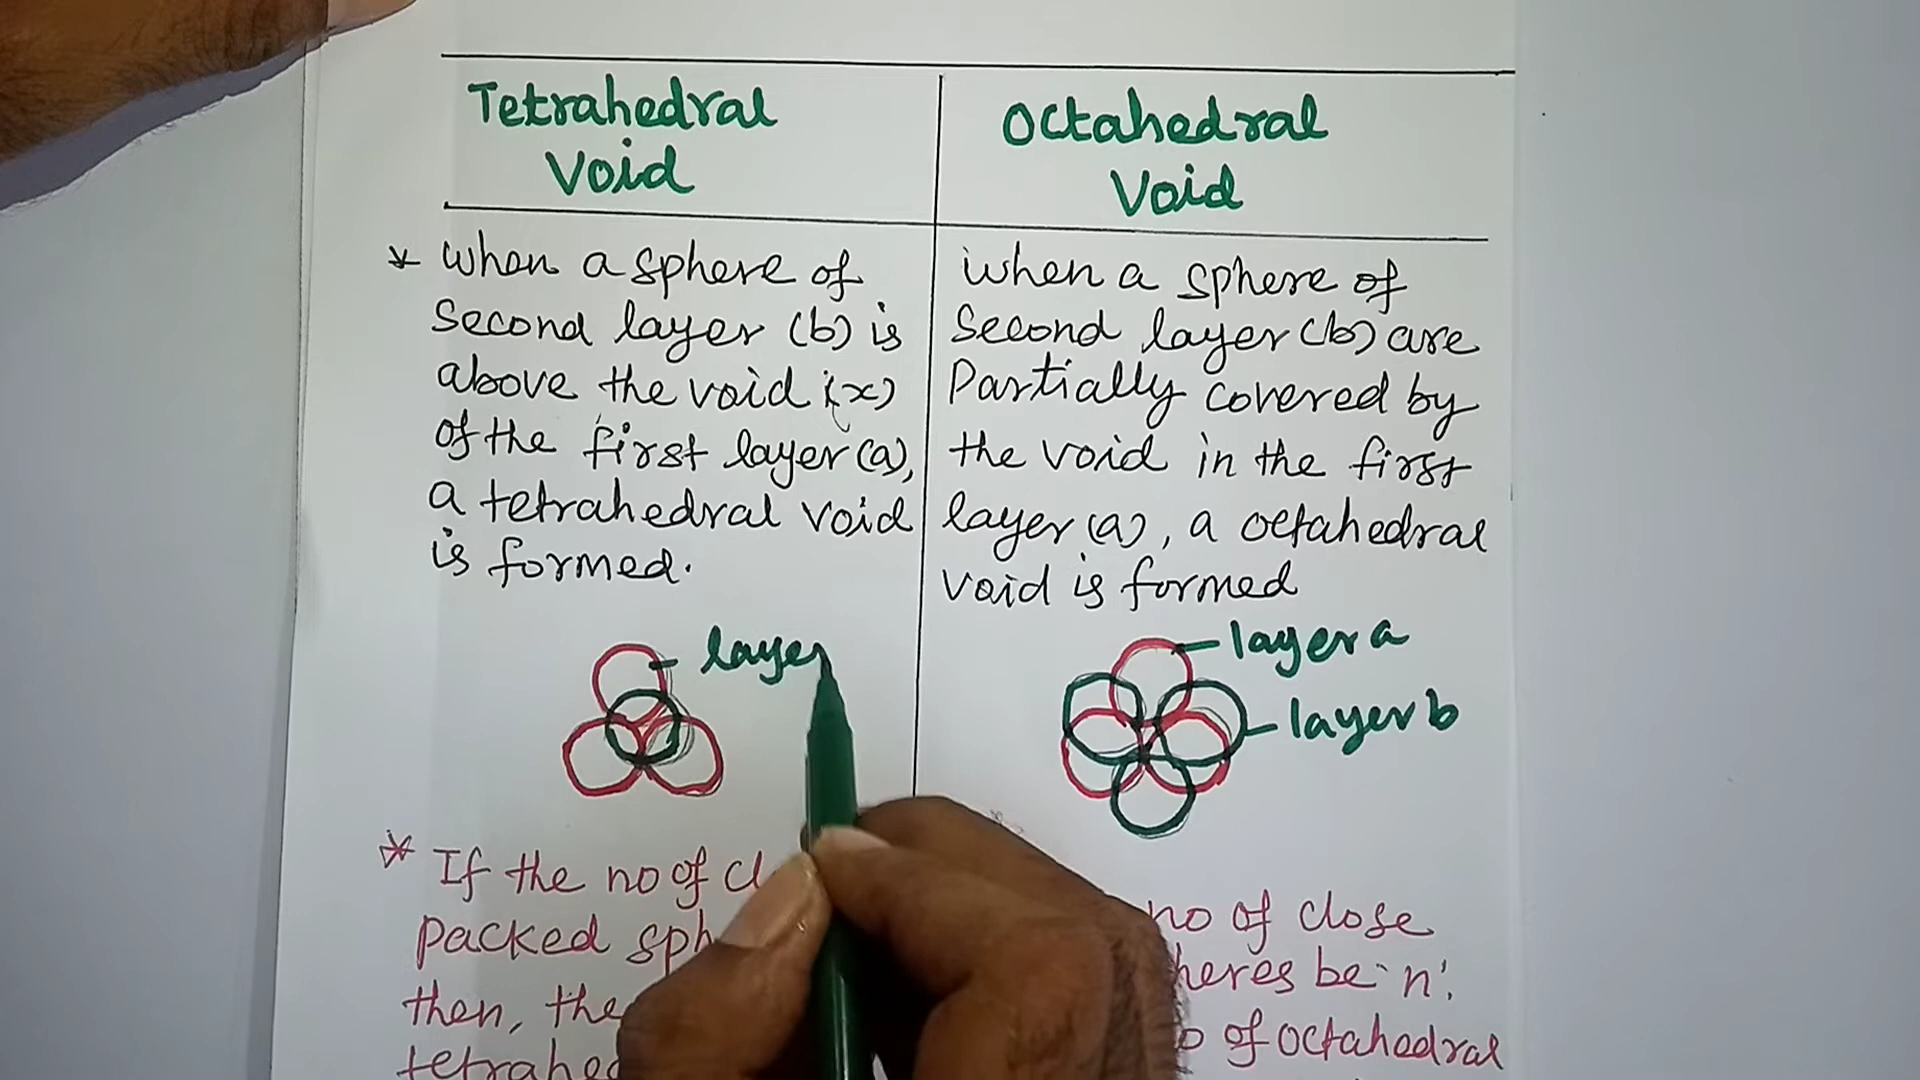 Tetrahedral
Void
Octahedral
Void
* When a sphere of
Second layer (b) is
above the void (x)
of the first layer (a),
a tetrahedral void
is formed.
when a sphere of
Second layer (b) are
Partially covered by
the void in the first
layer (a), a octahedral
void is formed
layer
layer a
layer b
* If the no of cl
packed sph
then, the
tetrahed
no of close
heres be 'n'.
o of octahedral